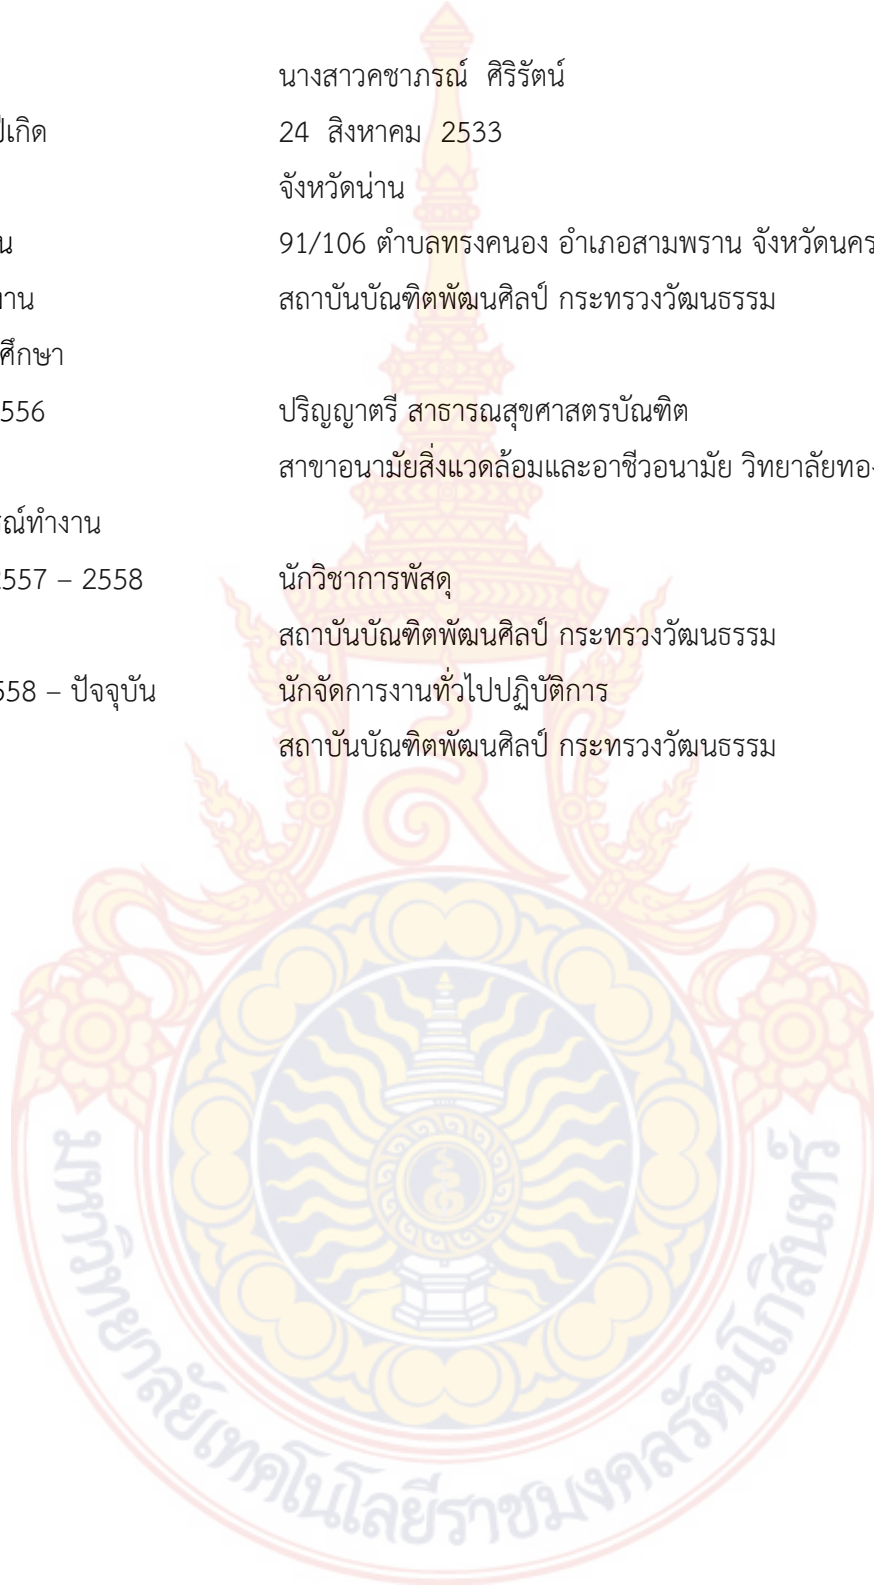 นางสาวคชาภรณ์ ศิริรัตน์
ปีเกิด 24 สิงหาคม 2533
จังหวัดน่าน
91/106 ตำบลทรงคนอง อำเภอสามพราน จังหวัดนคร
สถาบันบัณฑิตพัฒนศิลป์ กระทรวงวัฒนธรรม
ศึกษา
2556 ปริญญาตรี สาธารณสุขศาสตรบัณฑิต
สาขาอนามัยสิ่งแวดล้อมและอาชีวอนามัย วิทยาลัยทอง
ณ์ทำงาน
2557 – 2558 นักวิชาการพัสดุ
สถาบันบัณฑิตพัฒนศิลป์ กระทรวงวัฒนธรรม
2558 – ปัจจุบัน นักจัดการงานทั่วไปปฏิบัติการ
สถาบันบัณฑิตพัฒนศิลป์ กระทรวงวัฒนธรรม
มหาวิทยาลัยเทคโนโลยีราชมงคลรัตนโกสินทร์